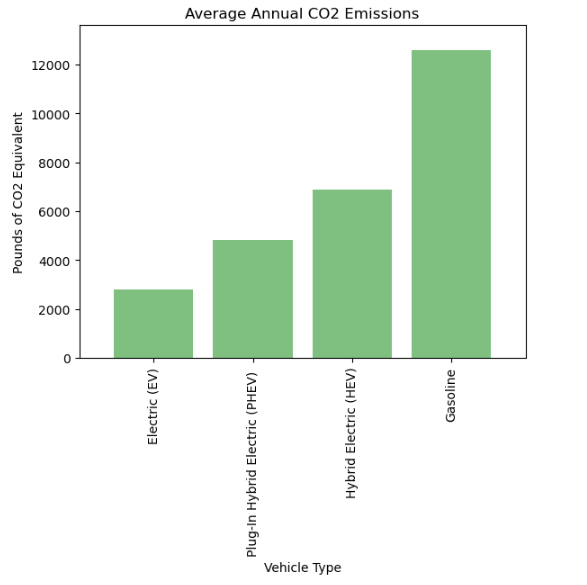 Average Annual CO2 Emissions
Pounds of CO2 Equivalent
12000
10000
8000
6000
4000
2000
0
Electric (EV)
Plug-In Hybrid Electric (PHEV)
Hybrid Electric (HEV)
Gasoline
Vehicle Type